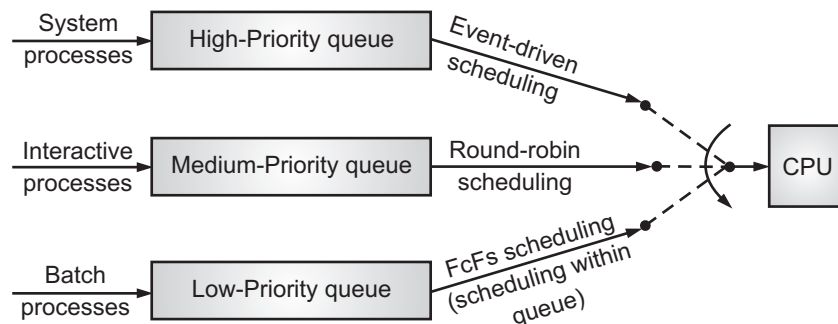 System
processes
High-Priority queue
Event-driven
scheduling
Interactive
processes
Medium-Priority queue
Round-robin
scheduling
CPU
Batch
processes
Low-Priority queue
FcFs scheduling
(scheduling within
queue)